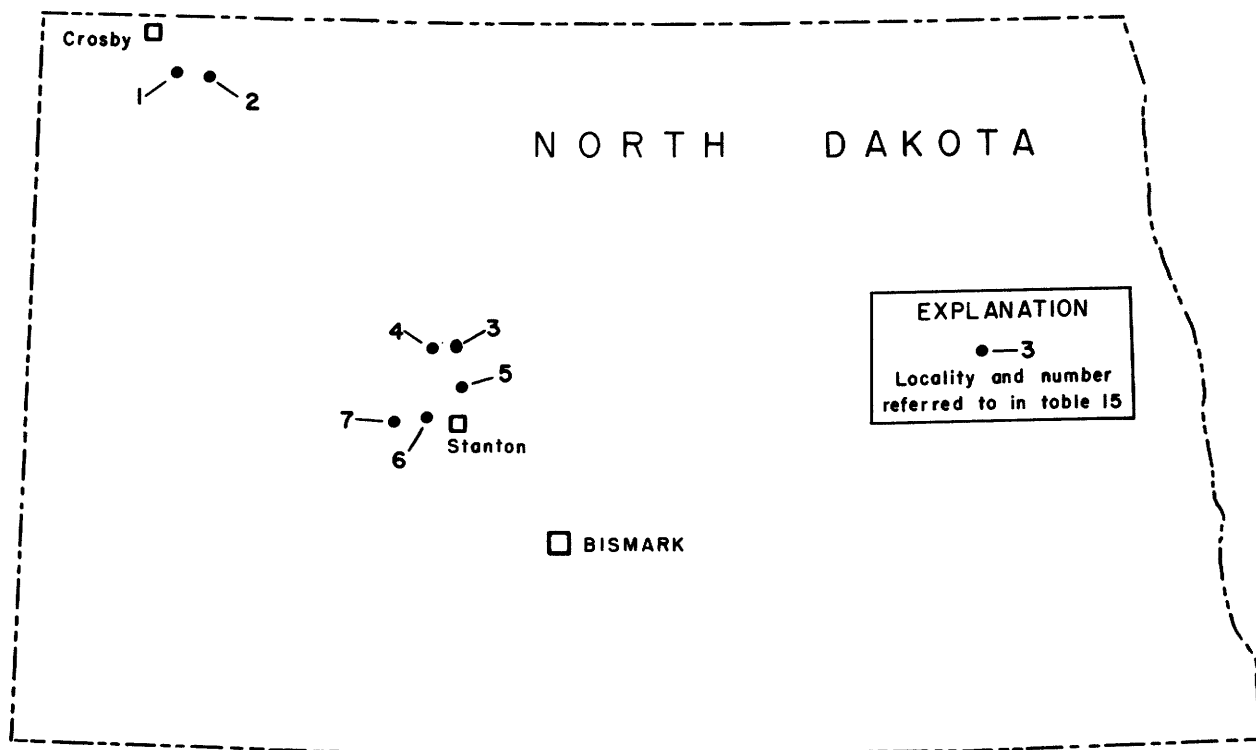 Crosby
1
2
NORTH DAKOTA
4
3
5
7
6
Stanton
EXPLANATION
3
Locality and number
referred to in toble 15
BISMARK